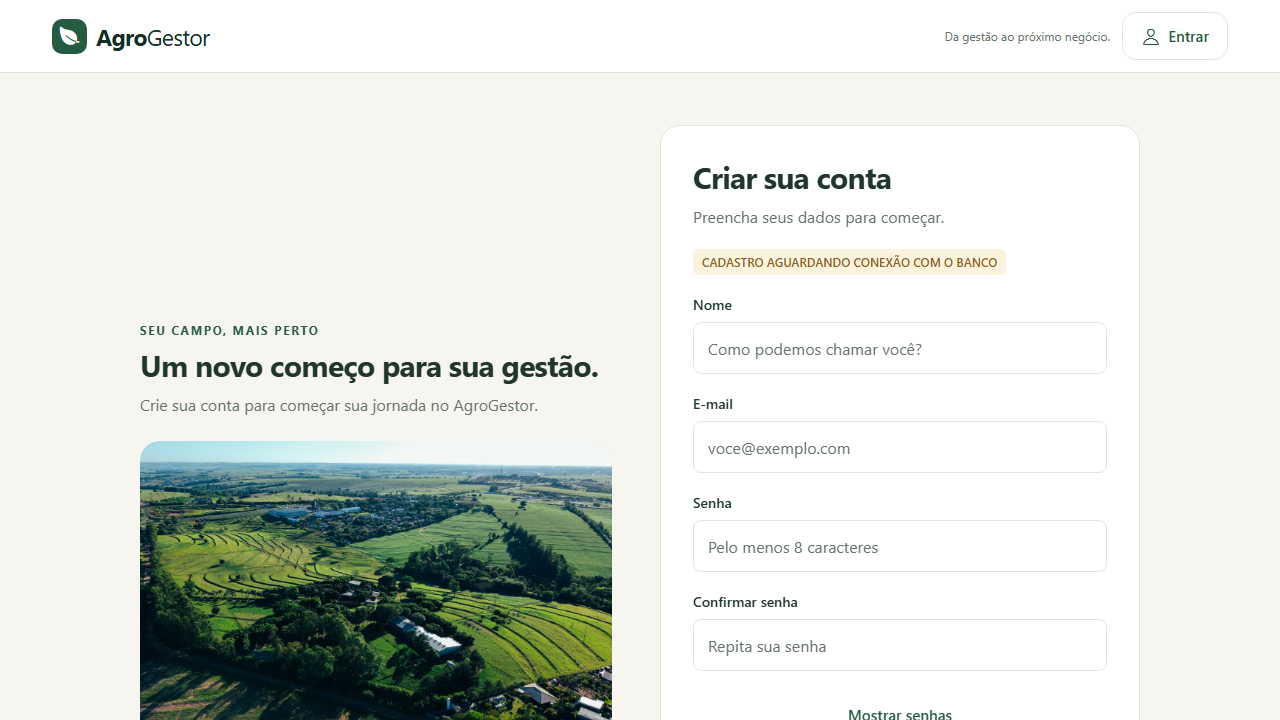 AgroGestor
Da gestão ao próximo negócio.
Entrar
SEU CAMPO, MAIS PERTO
Um novo começo para sua gestão.
Crie sua conta para começar sua jornada no AgroGestor.
Criar sua conta
Preencha seus dados para começar.
CADASTRO AGUARDANDO CONEXÃO COM O BANCO
Nome
Como podemos chamar você?
E-mail
voce@exemplo.com
Senha
Pelo menos 8 caracteres
Confirmar senha
Repita sua senha
Mostrar senhas